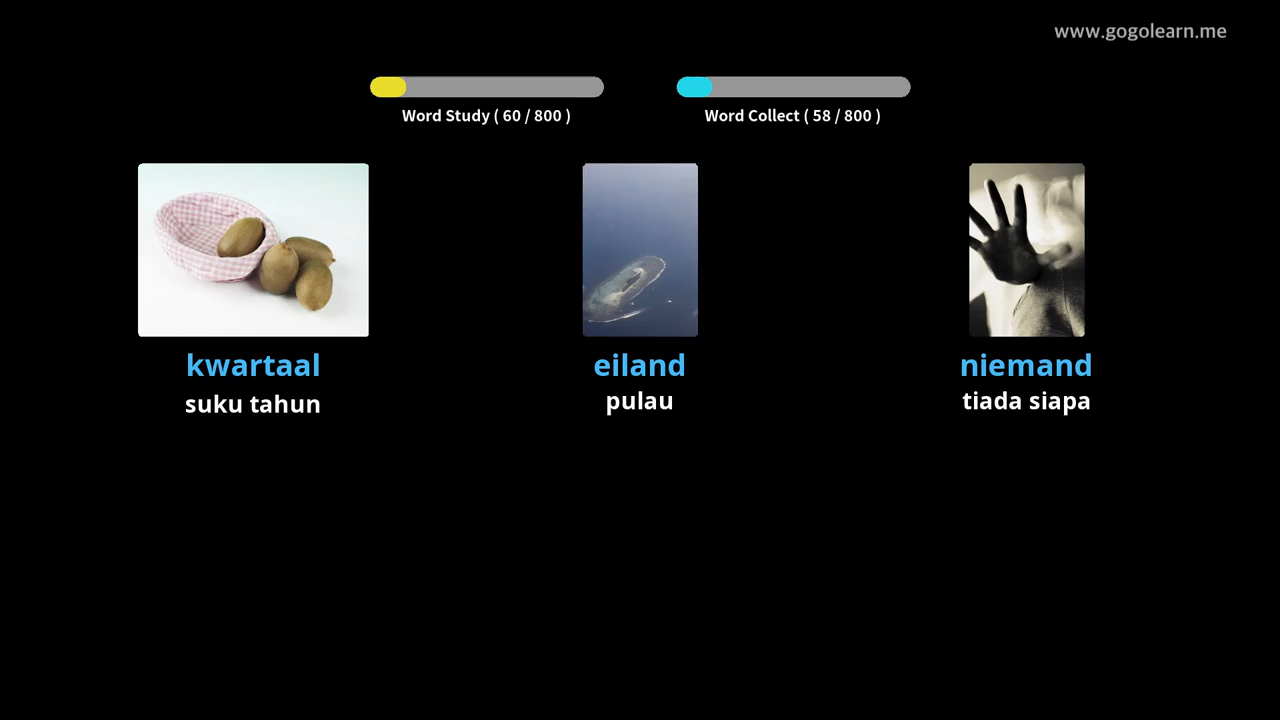 www.gogolearn.me
Word Study ( 60 / 800 )
Word Collect ( 58 / 800 )
kwartaal
suku tahun
eiland
pulau
niemand
tiada siapa